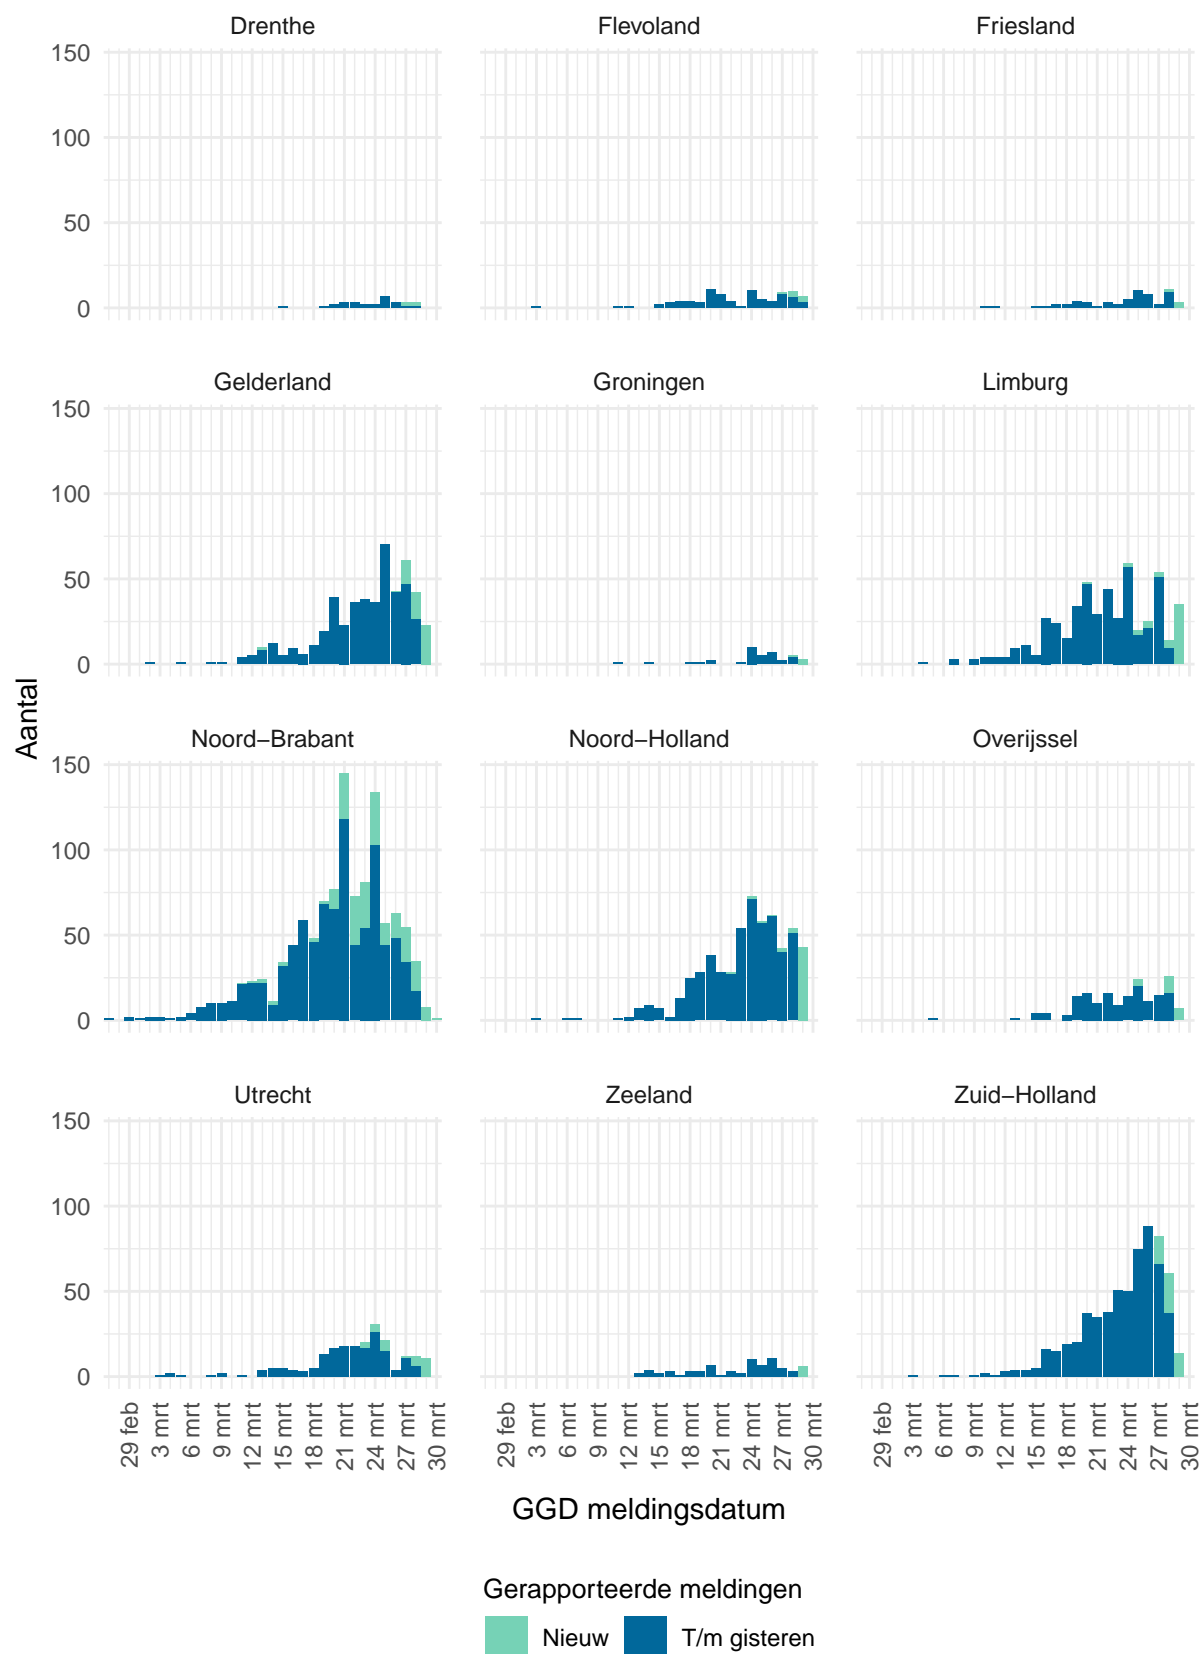 Drenthe Flevoland Friesland
150
100
50
0
Gelderland Groningen Limburg
150
100
50
0
Aantal
Noord−Brabant Noord−Holland Overijssel
150
100
50
0
Utrecht Zeeland Zuid−Holland
150
100
50
0
29 feb 3 mrt 6 mrt 9 mrt 12 mrt 15 mrt 18 mrt 21 mrt 24 mrt 27 mrt 30 mrt
29 feb 3 mrt 6 mrt 9 mrt 12 mrt 15 mrt 18 mrt 21 mrt 24 mrt 27 mrt 30 mrt
29 feb 3 mrt 6 mrt 9 mrt 12 mrt 15 mrt 18 mrt 21 mrt 24 mrt 27 mrt 30 mrt
GGD meldingsdatum
Gerapporteerde meldingen
Nieuw T/m gisteren